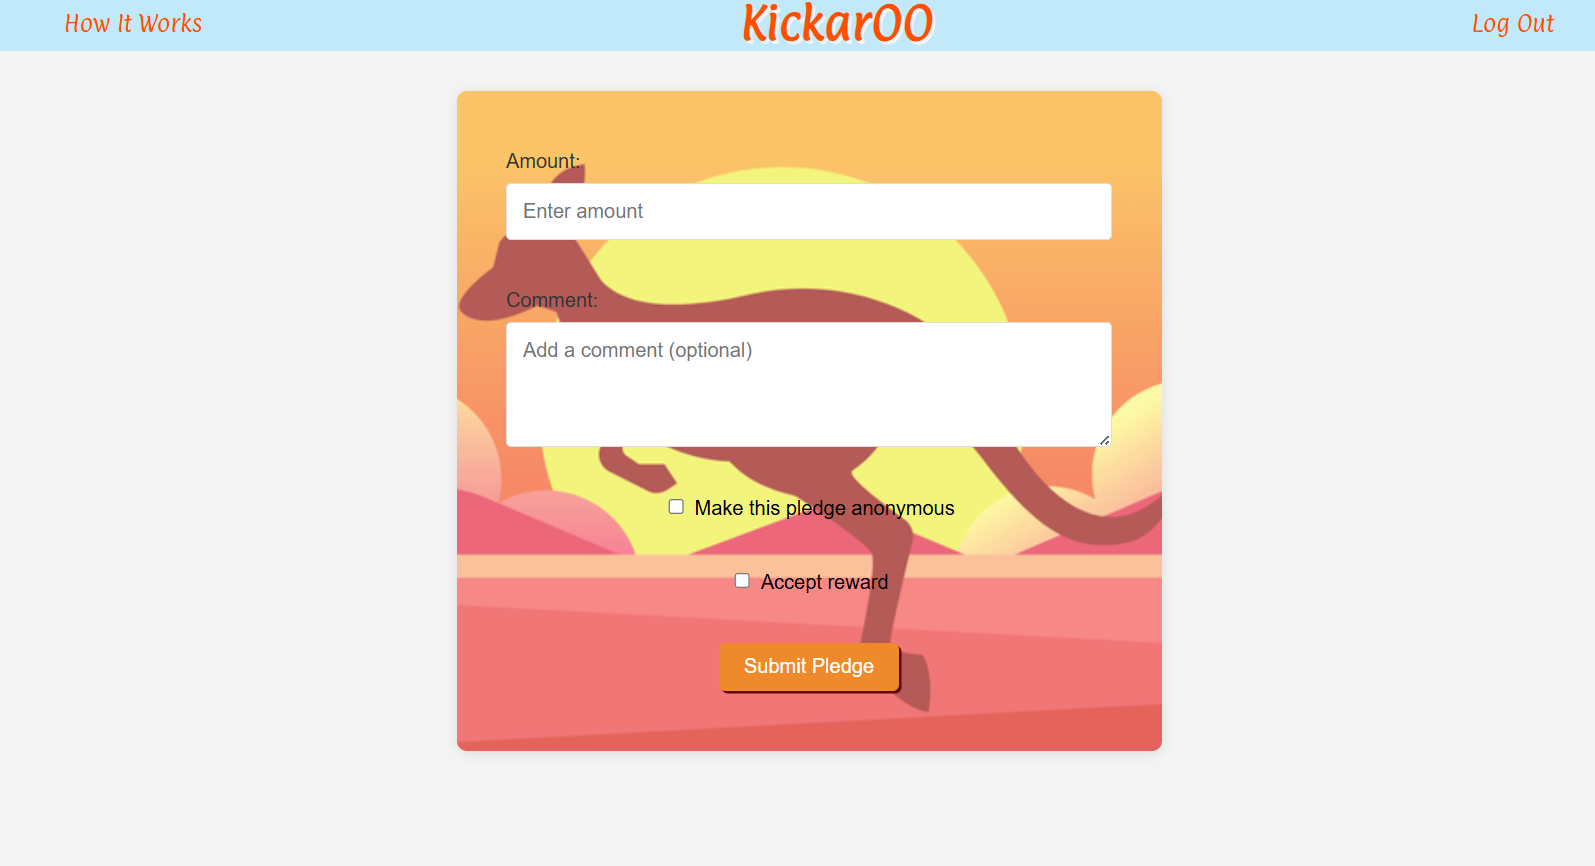 How It Works
KickarOO
Log Out
Amount:
Enter amount
Comment:
Add a comment (optional)
Make this pledge anonymous
Accept reward
Submit Pledge